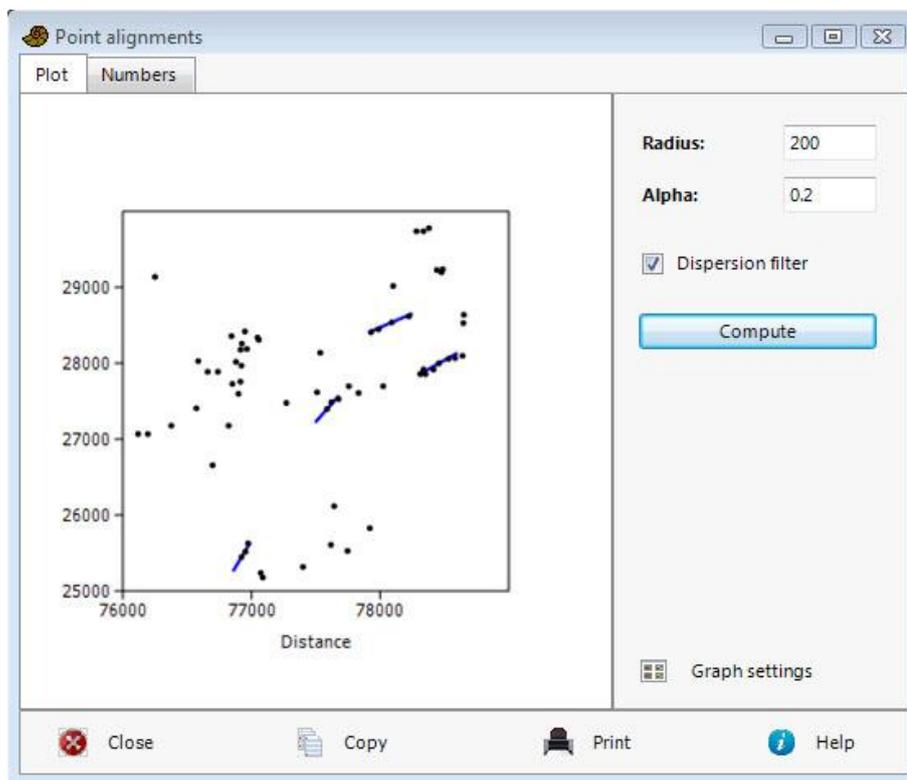 Point alignments
Plot Numbers
Radius: 200
Alpha: 0.2
Dispersion filter
Compute
29000
28000
27000
26000
25000
76000 77000 78000
Distance
Graph settings
Close Copy Print Help